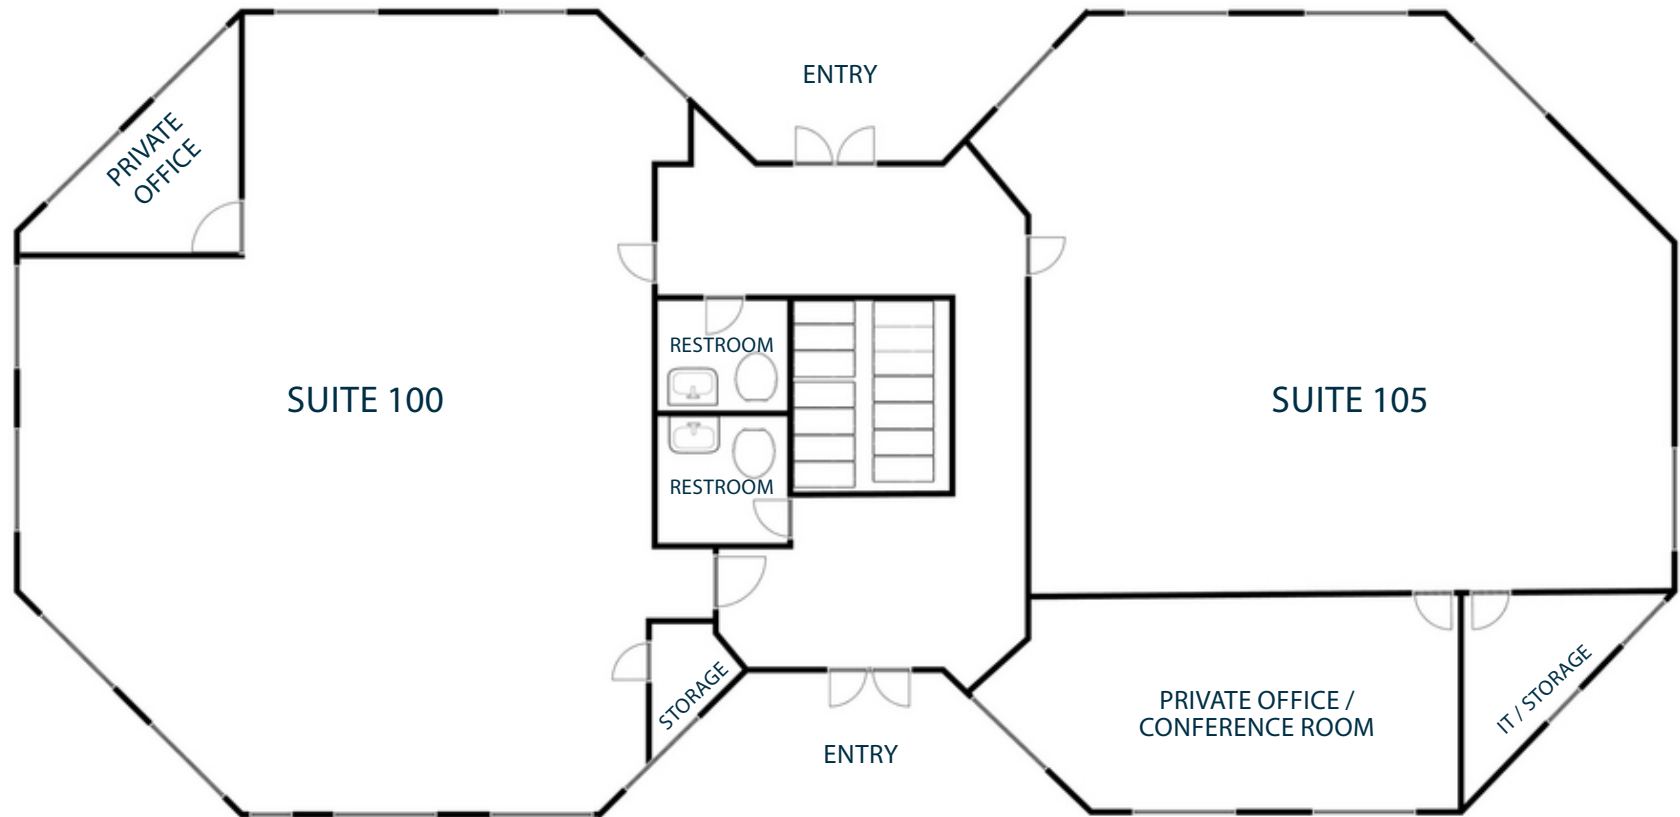 ENTRY
PRIVATE
OFFICE
RESTROOM
SUITE 100
SUITE 105
RESTROOM
STORAGE
IT / STORAGE
PRIVATE OFFICE /
CONFERENCE ROOM
ENTRY